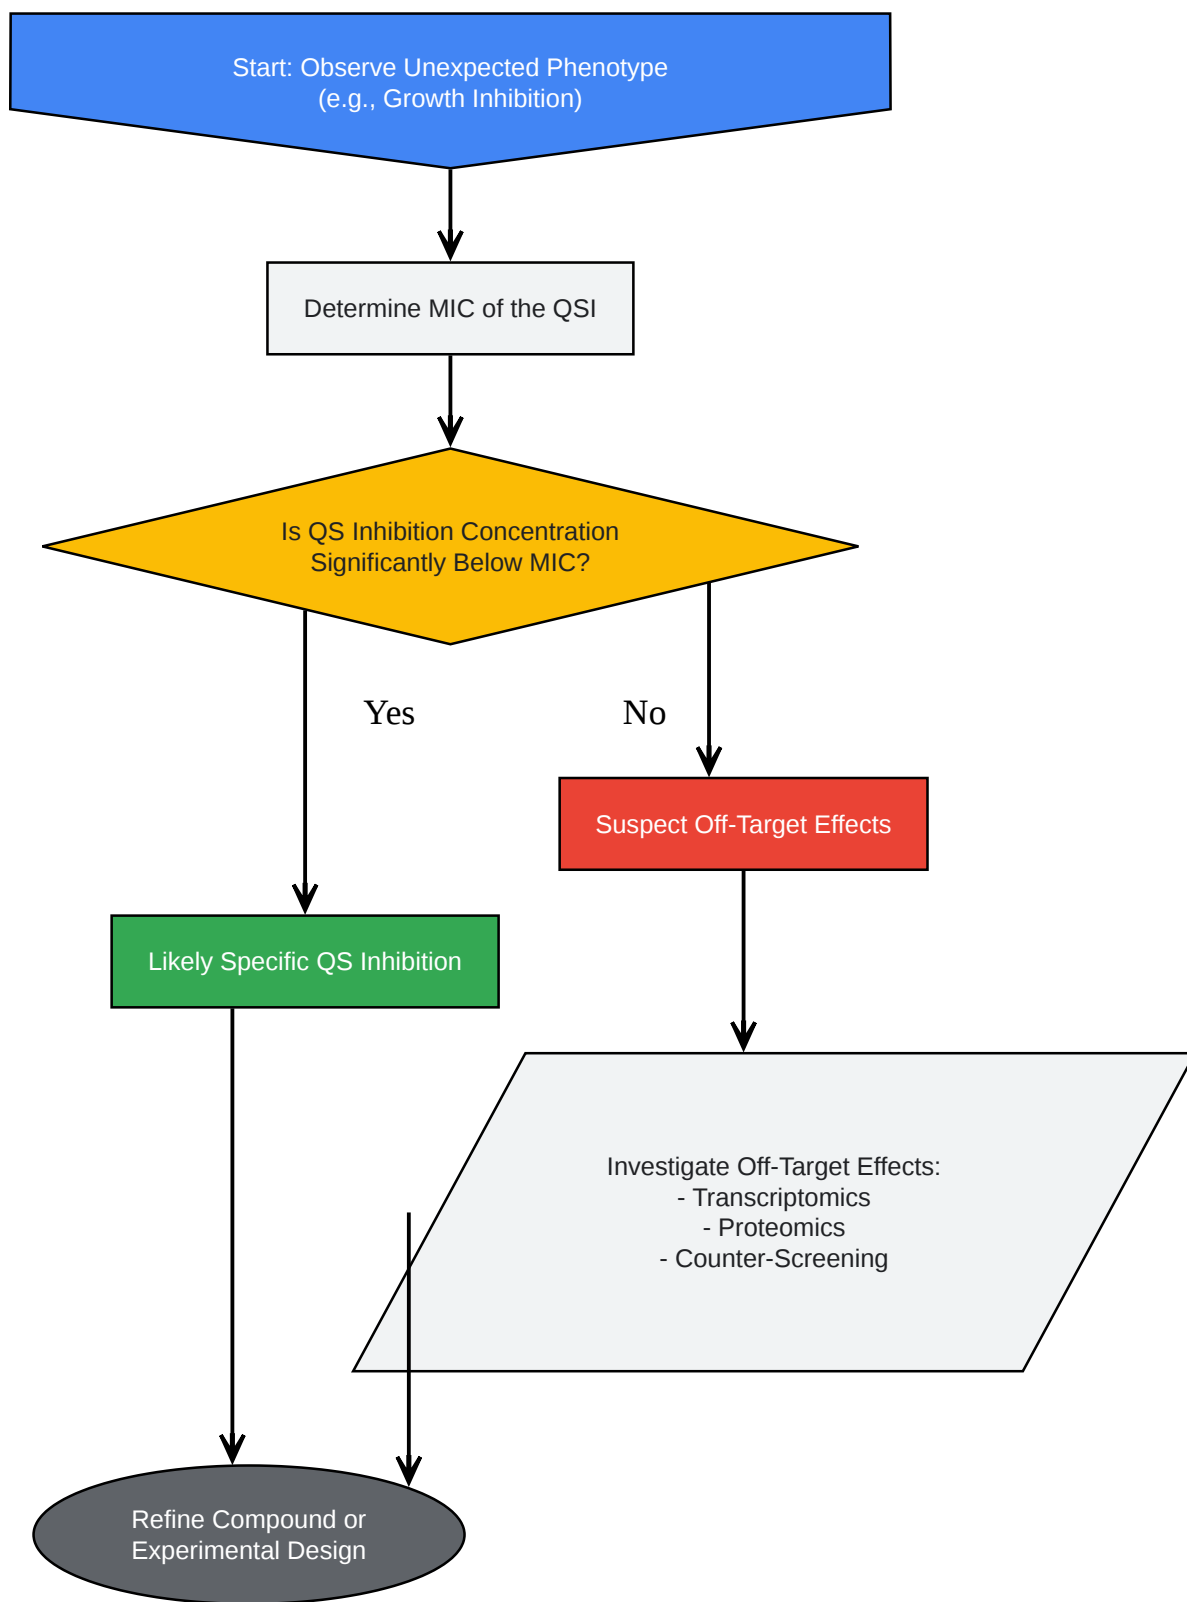 Start: Observe Unexpected Phenotype
(e.g., Growth Inhibition)
Determine MIC of the QSI
Is QS Inhibition Concentration
Significantly Below MIC?
Yes
No
Suspect Off-Target Effects
Likely Specific QS Inhibition
Investigate Off-Target Effects:
- Transcriptomics
- Proteomics
- Counter-Screening
Refine Compound or
Experimental Design